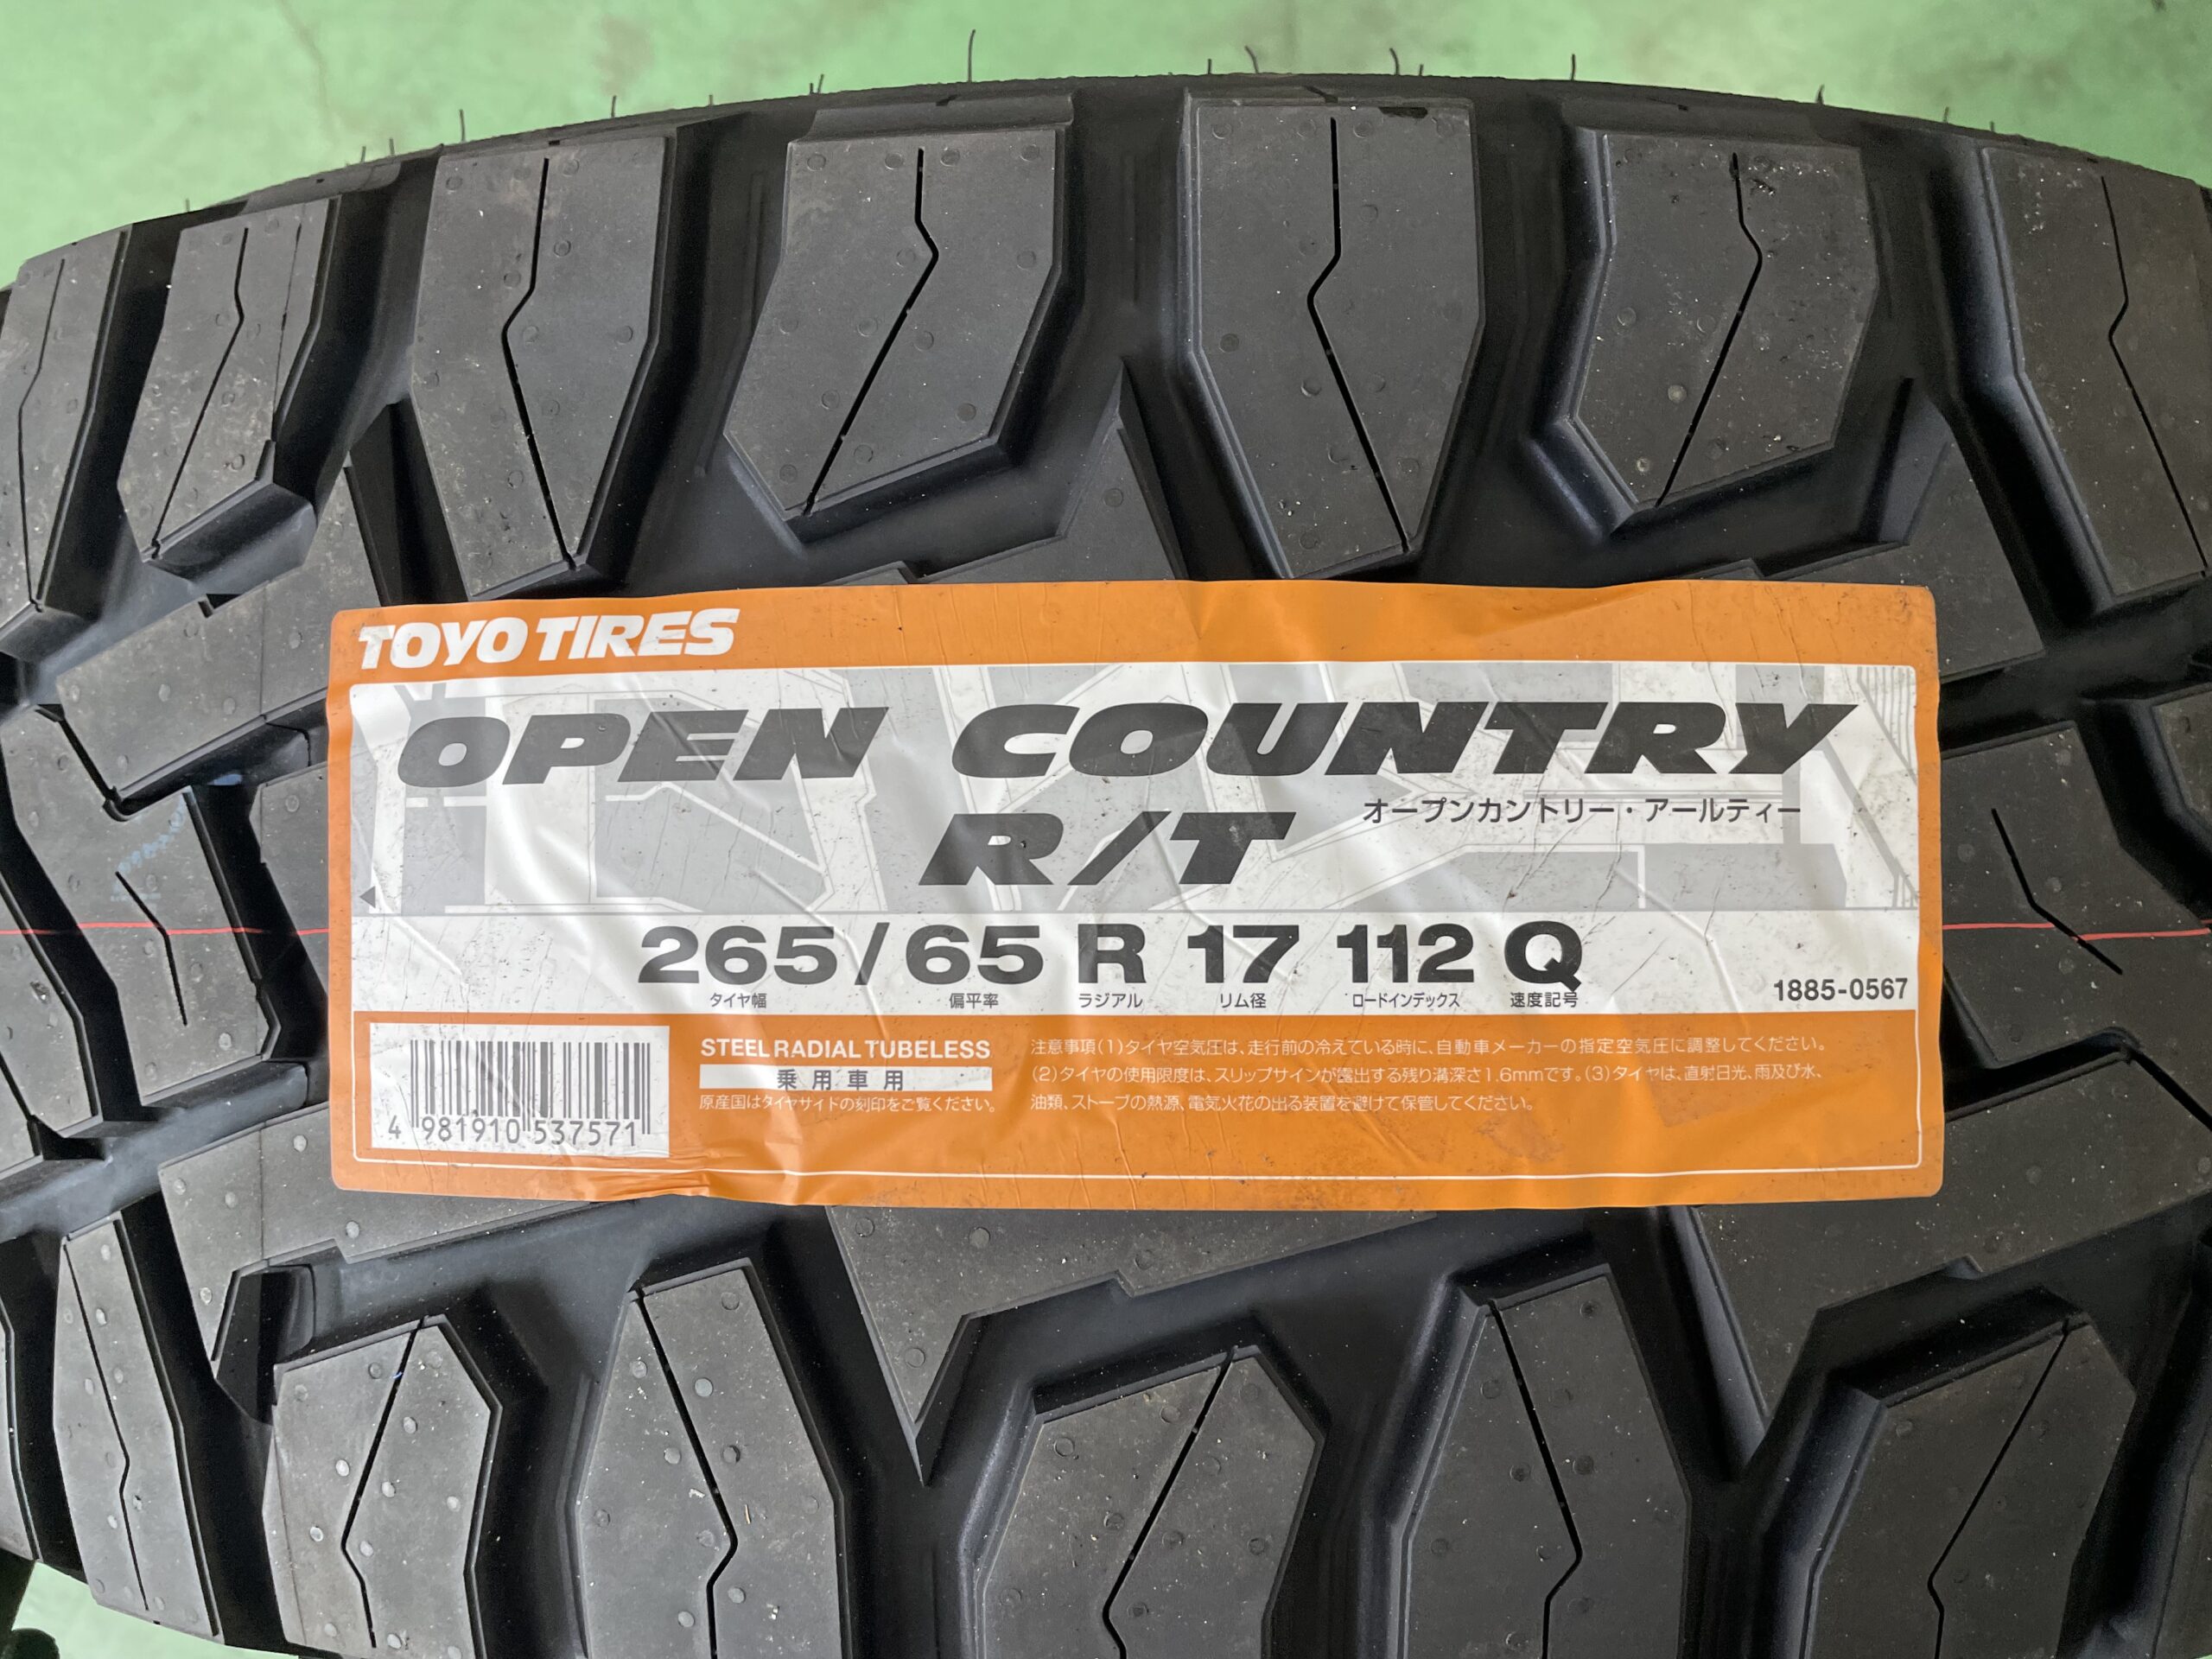 TOYO TIRES
OPEN COUNTRY
R/T オープンカントリー・アールティー
265/65 R 17 112 Q
タイヤ幅 偏平率 ラジアル リム径 ロードインデックス 速度記号
1885-0567
4 981910 537571
STEEL RADIAL TUBELESS
乗用車用
原産国はタイヤサイドの刻印をご覧ください。
注意事項(1)タイヤ空気圧は、走行前の冷えている時に、自動車メーカーの指定空気圧に調整してください。
(2)タイヤの使用限度は、スリップサインが露出する残り溝深さ1.6mmです。(3)タイヤは、直射日光、雨及び水、
油類、ストーブの熱源、電気火花の出る装置を避けて保管してください。